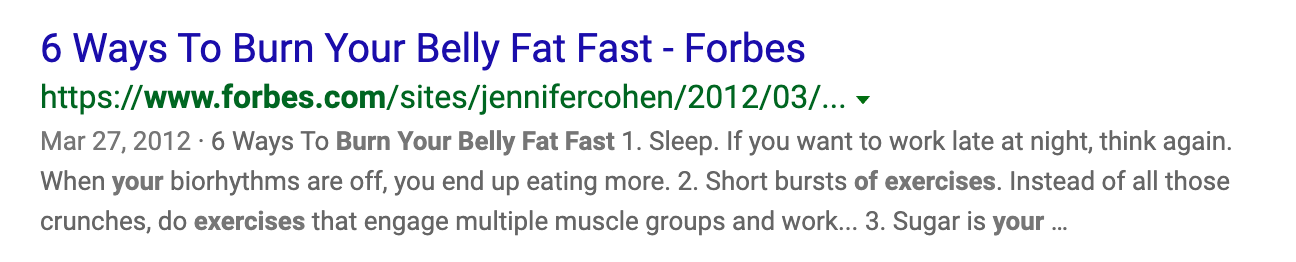 6 Ways To Burn Your Belly Fat Fast - Forbes
https://www.forbes.com/sites/jennifercohen/2012/03/...
Mar 27, 2012 · 6 Ways To Burn Your Belly Fat Fast 1. Sleep. If you want to work late at night, think again.
When your biorhythms are off, you end up eating more. 2. Short bursts of exercises. Instead of all those
crunches, do exercises that engage multiple muscle groups and work... 3. Sugar is your ...